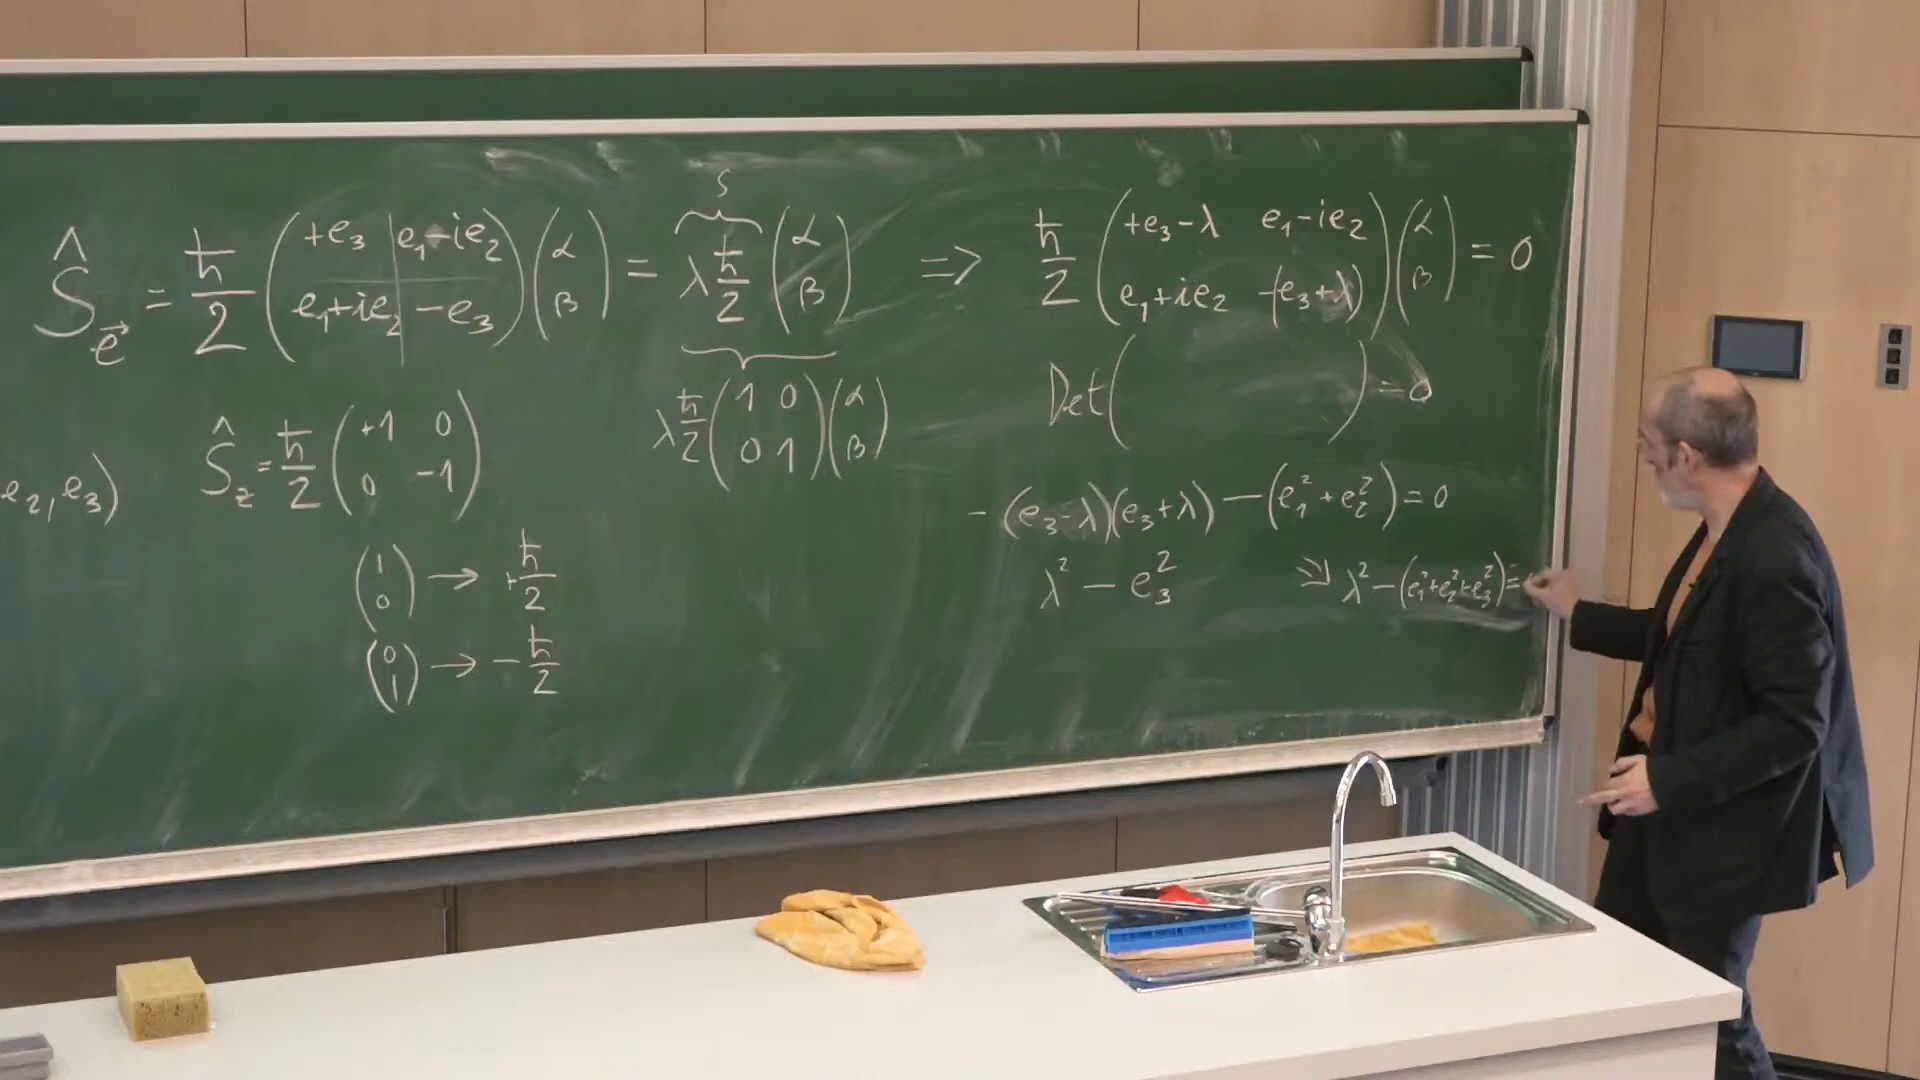 Ŝ_e⃗ = ħ/2 ( +e₃ | e₁-ie₂ ; e₁+ie₂ | -e₃ ) ( α ; β ) = λ ħ/2 ( α ; β ) ⇒ ħ/2 ( +e₃-λ  e₁-ie₂ ; e₁+ie₂  -(e₃+λ) ) ( α ; β ) = 0
S
λ ħ/2 ( 1 0 ; 0 1 ) ( α ; β )
Det(      ) = 0
e₂, e₃)
Ŝ_z = ħ/2 ( +1 0 ; 0 -1 )
- (e₃-λ)(e₃+λ) — (e₁² + e₂²) = 0
( 1 ; 0 ) → +ħ/2
λ² - e₃² ⇒ λ² - (e₁²+e₂²+e₃²) =
( 0 ; 1 ) → - ħ/2